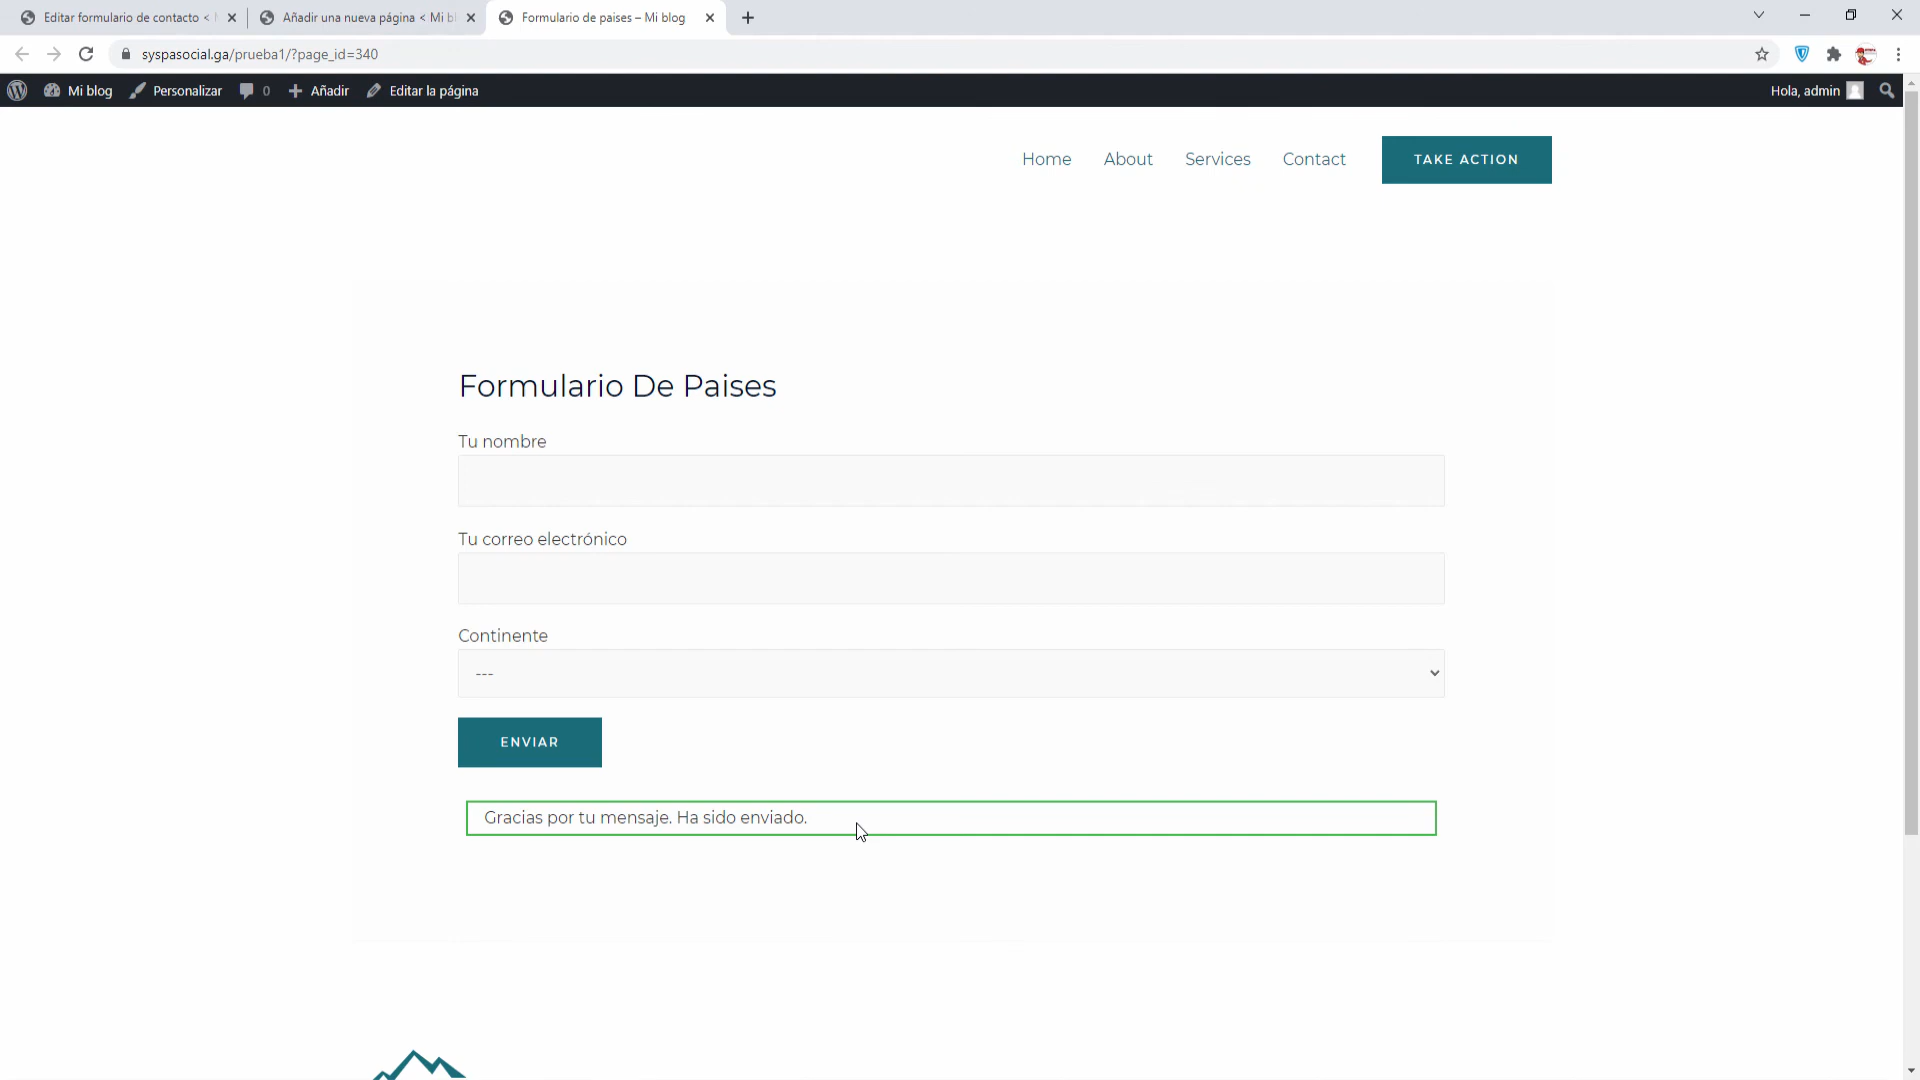 Editar formulario de contacto <
Añadir una nueva página < Mi bl
Formulario de paises – Mi blog
syspasocial.ga/prueba1/?page_id=340
Mi blog
Personalizar
0
Añadir
Editar la página
Hola, admin
Home
About
Services
Contact
TAKE ACTION
Formulario De Paises
Tu nombre
Tu correo electrónico
Continente
---
ENVIAR
Gracias por tu mensaje. Ha sido enviado.